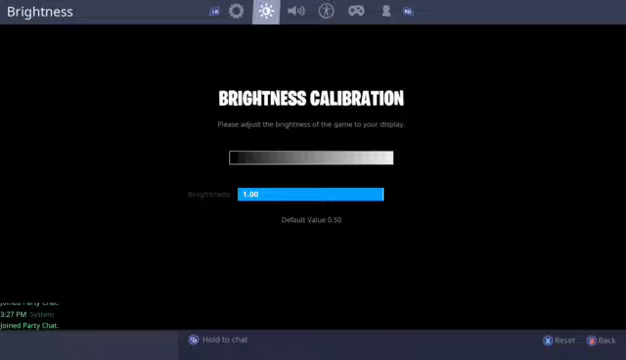 Brightness
LB
RB
BRIGHTNESS CALIBRATION
Please adjust the brightness of the game to your display.
Brightness 1.00
Default Value 0.50
Joined Party Chat.
3:27 PM System
Joined Party Chat.
Hold to chat
X Reset B Back